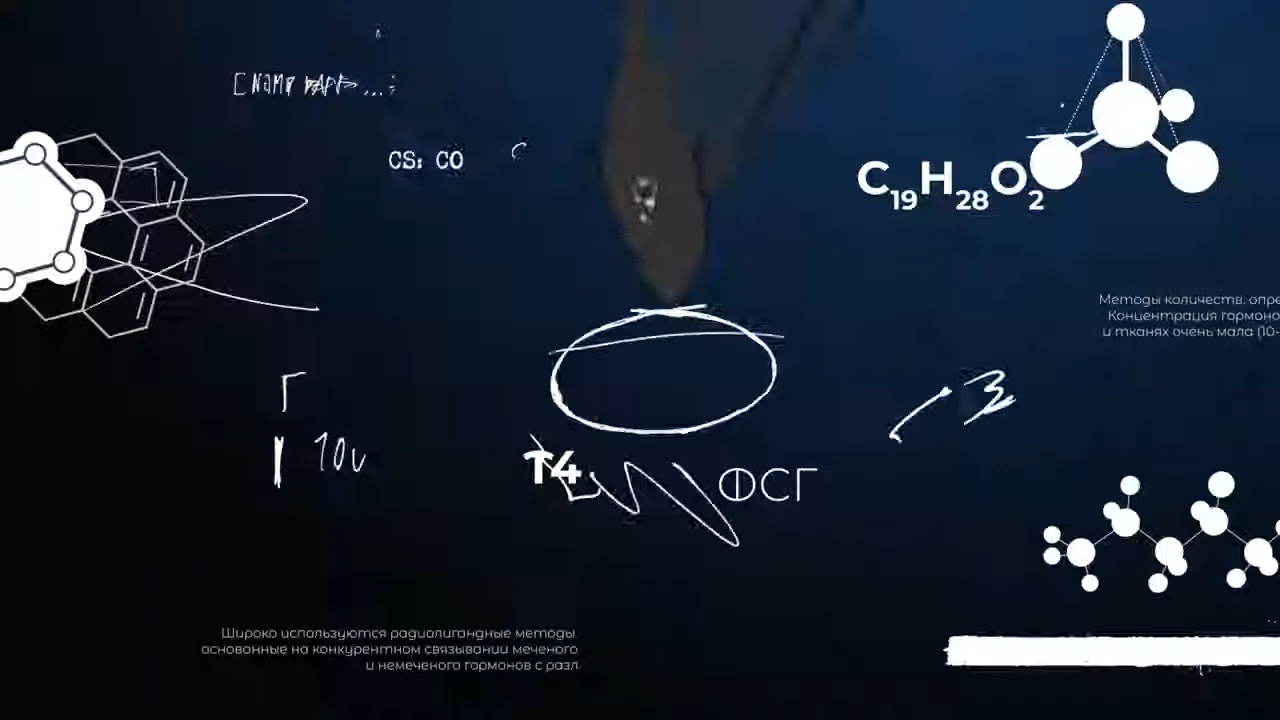 CS: CO
C19H28O2
Методы количеств. опре
Концентрация гормоно
и тканях очень мала (10-
Г
10
Т4
ФСГ
Широко используются радиолигандные методы,
основанные на конкурентном связывании меченого
и немеченого гормонов с разл.